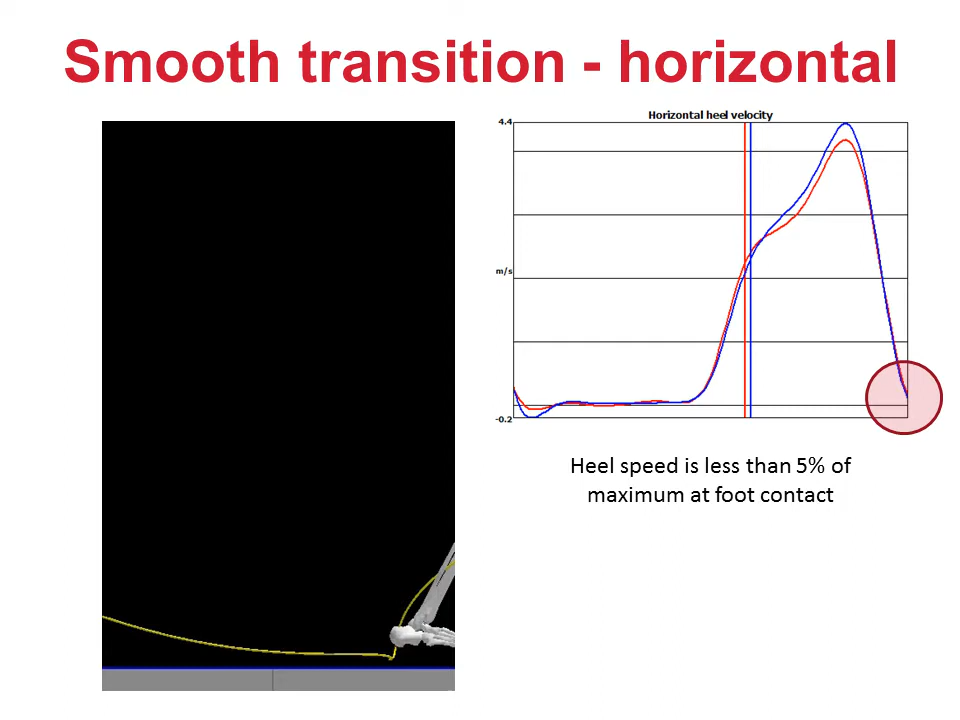 Smooth transition - horizontal
Horizontal heel velocity
4.4
m/s
-0.2
Heel speed is less than 5% of
maximum at foot contact